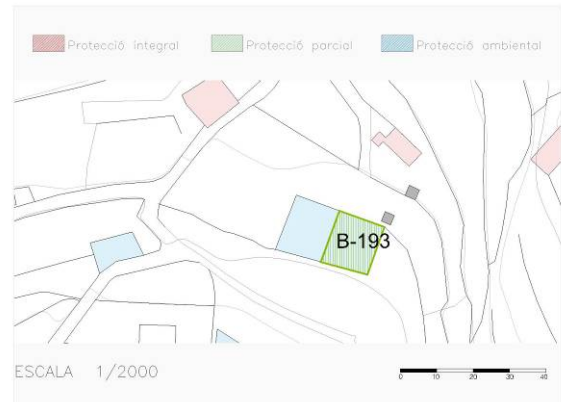 Protecció integral Protecció parcial Protecció ambiental
B-193
ESCALA 1/2000
0 10 20 30 40